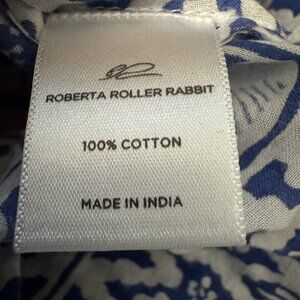 ROBERTA ROLLER RABBIT
100% COTTON
MADE IN INDIA